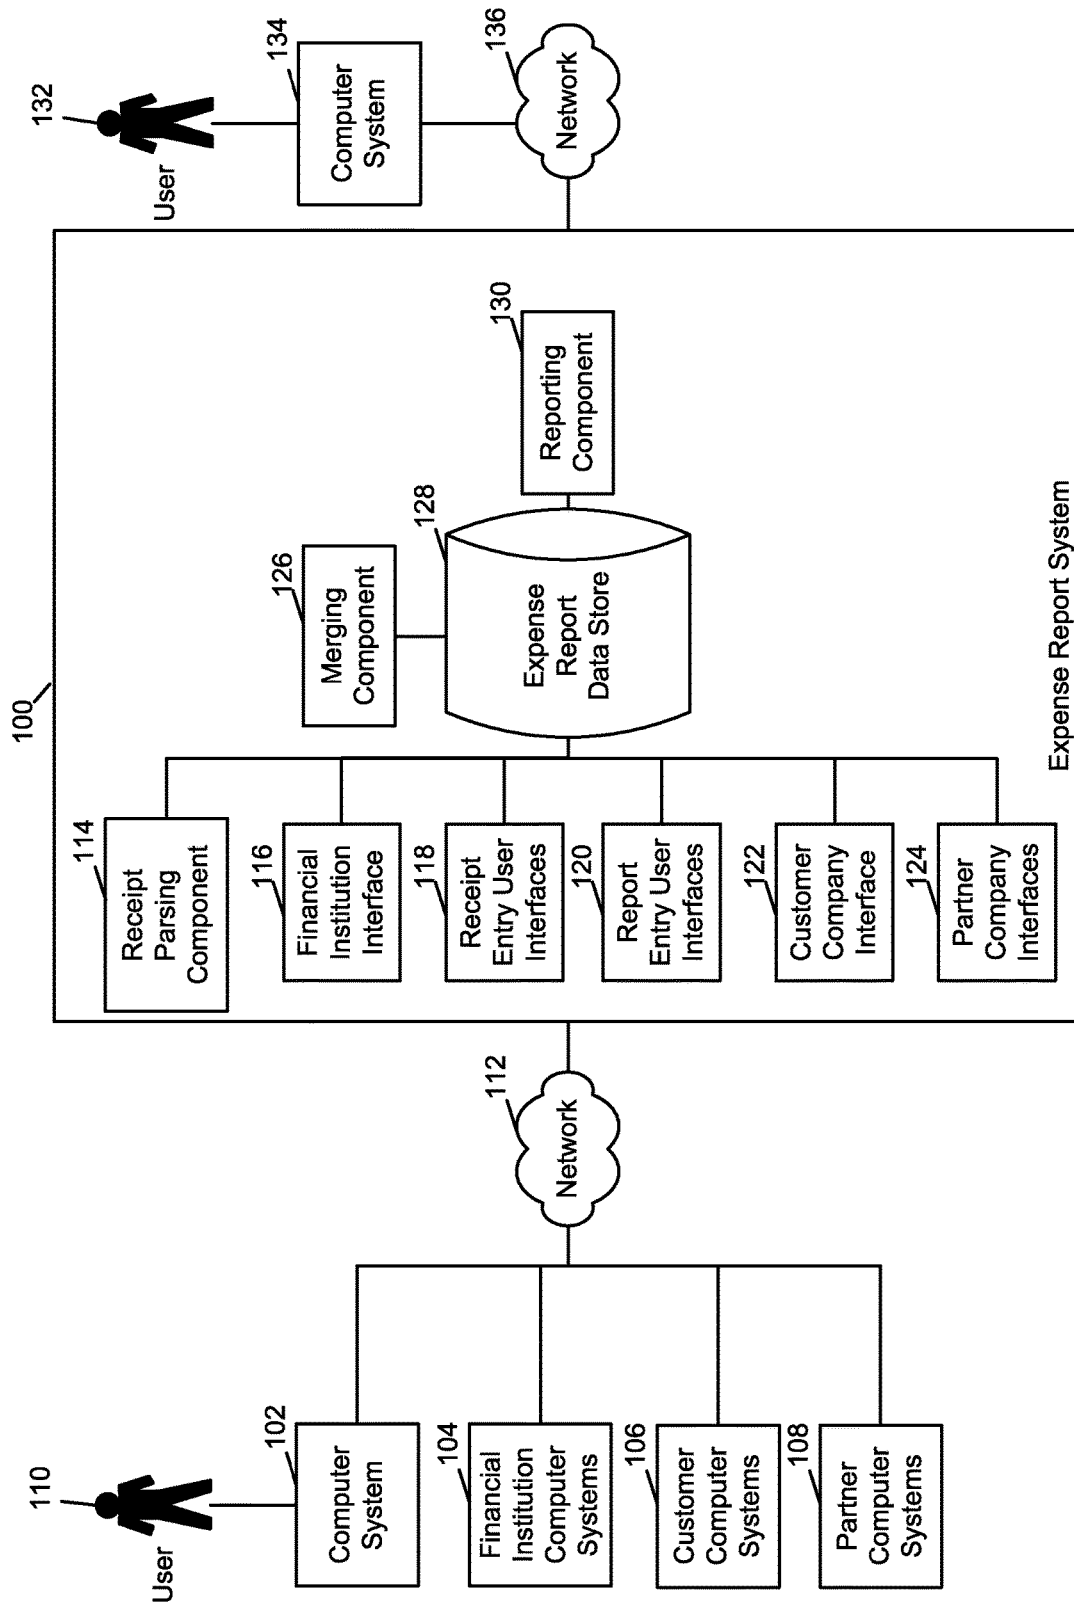 110
User
102
Computer
System
104
Financial
Institution
Computer
Systems
106
Customer
Computer
Systems
108
Partner
Computer
Systems
112
Network
100
114
Receipt
Parsing
Component
116
Financial
Institution
Interface
118
Receipt
Entry User
Interfaces
120
Report
Entry User
Interfaces
122
Customer
Company
Interface
124
Partner
Company
Interfaces
126
Merging
Component
128
Expense
Report
Data Store
130
Reporting
Component
Expense Report System
132
User
134
Computer
System
136
Network